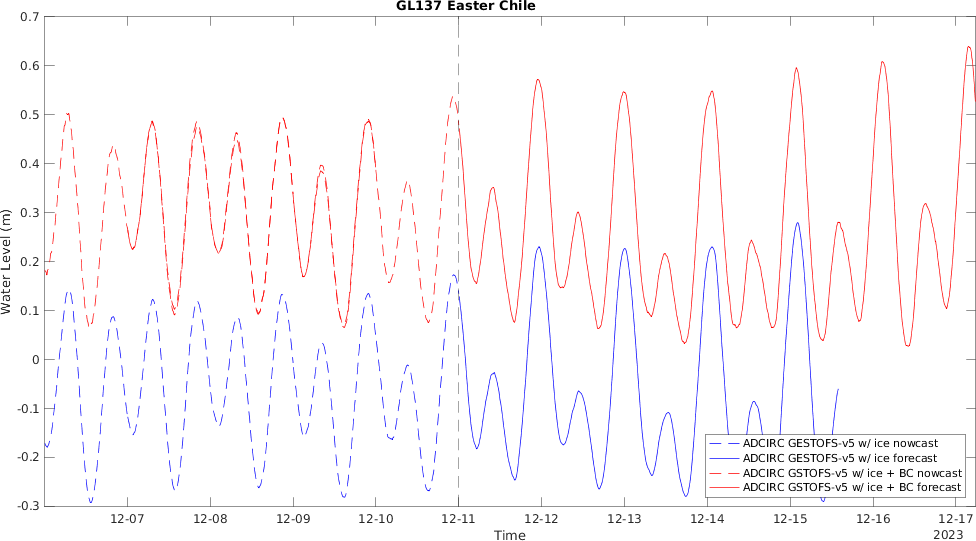 GL137 Easter Chile
0.7
0.6
0.5
0.4
0.3
0.2
0.1
0
-0.1
-0.2
-0.3
Water Level (m)
ADCIRC GESTOFS-v5 w/ ice nowcast
ADCIRC GESTOFS-v5 w/ ice forecast
ADCIRC GSTOFS-v5 w/ ice + BC nowcast
ADCIRC GSTOFS-v5 w/ ice + BC forecast
12-07 12-08 12-09 12-10 12-11 12-12 12-13 12-14 12-15 12-16 12-17
Time
2023